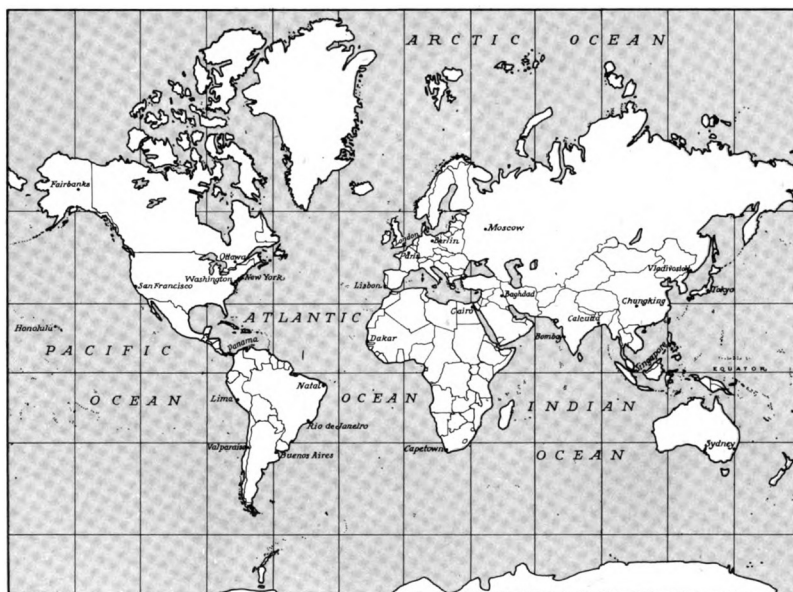 ARCTIC OCEAN
Fairbanks
Moscow
London
Berlin
Paris
Ottawa
Vladivostok
Washington
New York
San Francisco
Lisbon
Baghdad
Tokyo
Cairo
Chungking
Calcutta
ATLANTIC
Honolulu
Dakar
Bombay
PACIFIC
Panama
Singapore
EQUATOR
Natal
OCEAN
Lima
OCEAN
INDIAN
Rio de Janeiro
Valparaiso
Buenos Aires
Capetown
OCEAN
Sydney